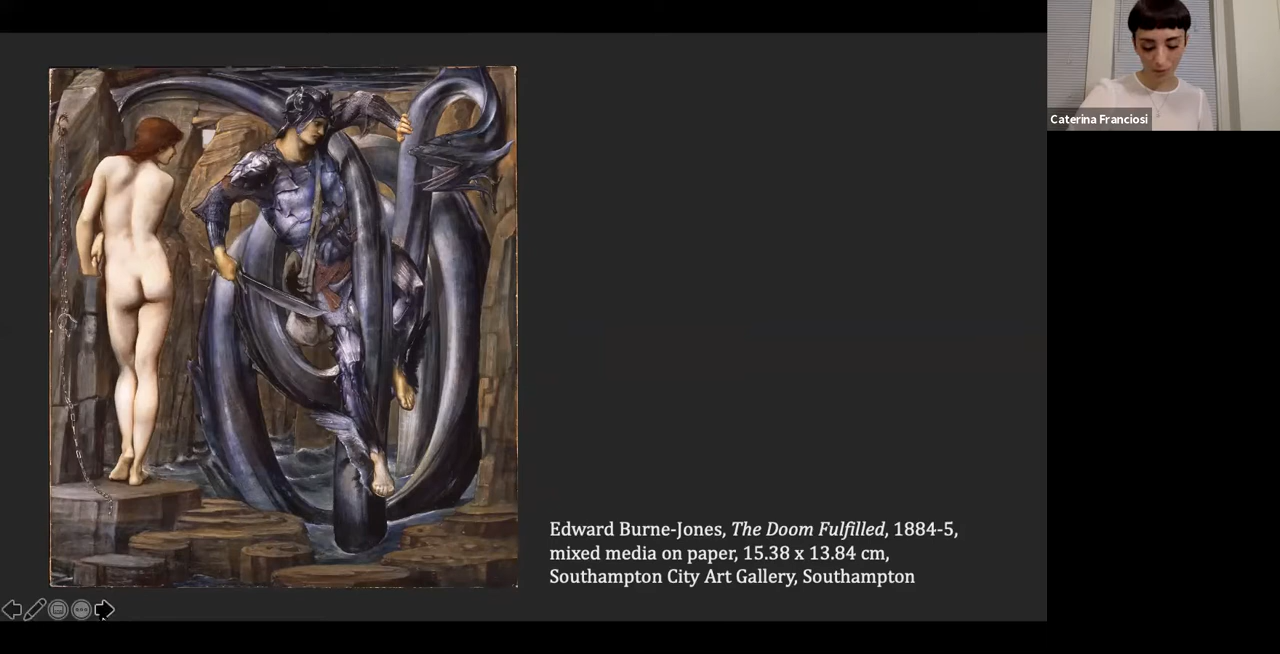 Caterina Franciosi
Edward Burne-Jones, The Doom Fulfilled, 1884-5,
mixed media on paper, 15.38 x 13.84 cm,
Southampton City Art Gallery, Southampton